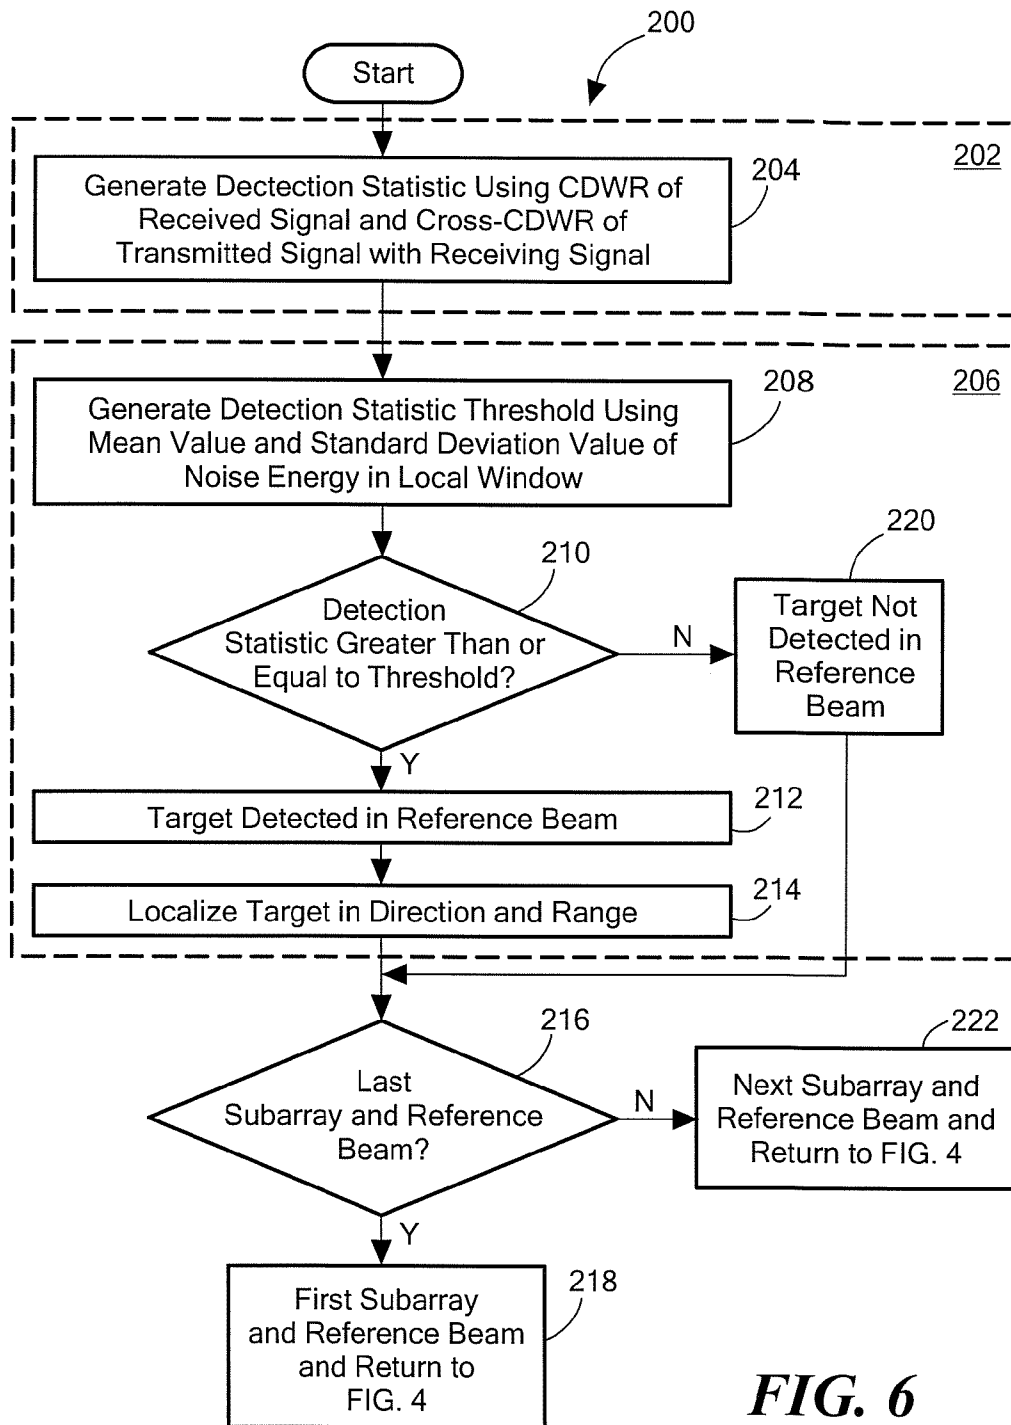 200
Start
202
204
Generate Dectection Statistic Using CDWR of
Received Signal and Cross-CDWR of
Transmitted Signal with Receiving Signal
206
208
Generate Detection Statistic Threshold Using
Mean Value and Standard Deviation Value of
Noise Energy in Local Window
210
Detection
Statistic Greater Than or
Equal to Threshold?
N
220
Target Not
Detected in
Reference
Beam
Y
Target Detected in Reference Beam
212
Localize Target in Direction and Range
214
216
Last
Subarray and Reference
Beam?
N
222
Next Subarray and
Reference Beam and
Return to FIG. 4
Y
218
First Subarray
and Reference Beam
and Return to
FIG. 4
FIG. 6